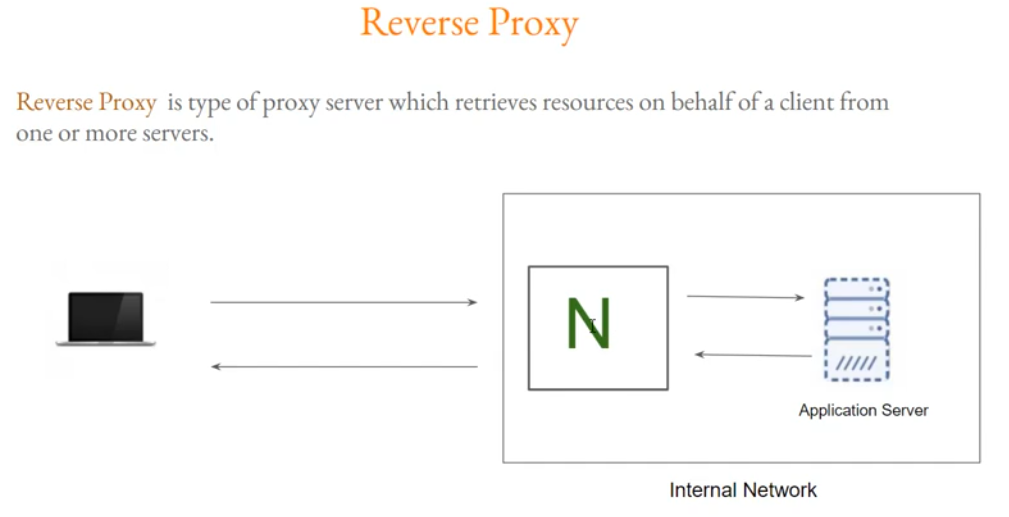 Reverse Proxy
Reverse Proxy is type of proxy server which retrieves resources on behalf of a client from
one or more servers.
N
Application Server
Internal Network